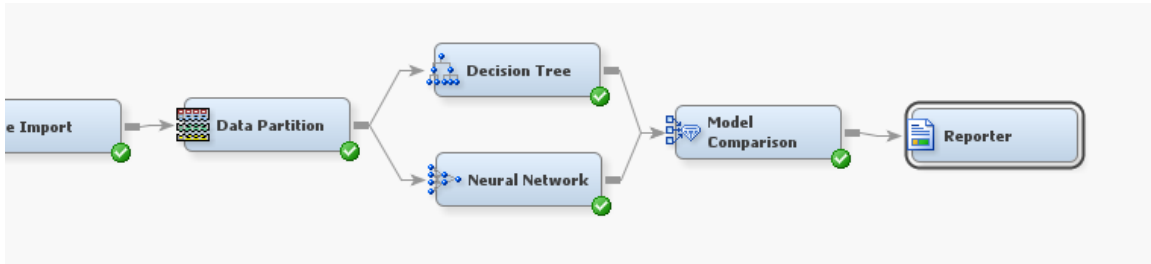 e Import
Data Partition
Decision Tree
Neural Network
Model
Comparison
Reporter